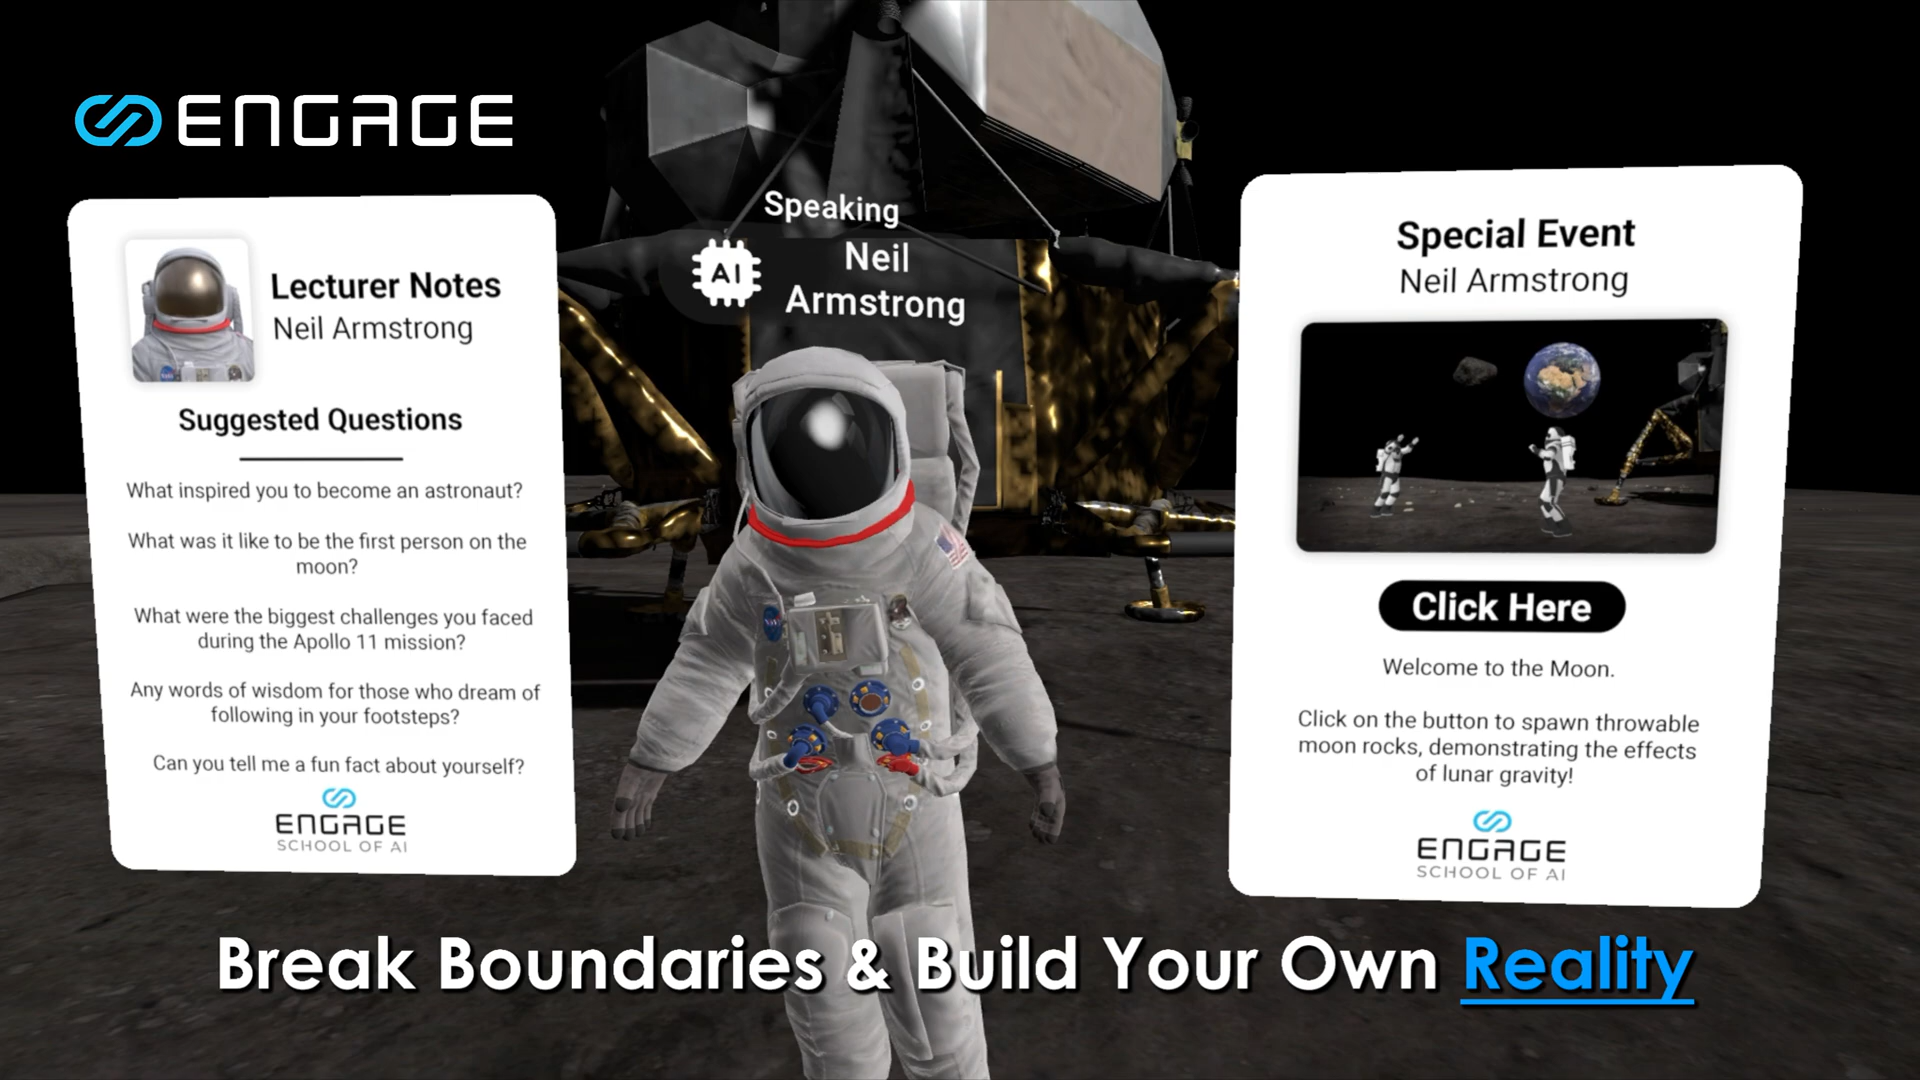 ENGAGE
Speaking
AI
Neil
Armstrong
Lecturer Notes
Neil Armstrong
Suggested Questions
What inspired you to become an astronaut?
What was it like to be the first person on the
moon?
What were the biggest challenges you faced
during the Apollo 11 mission?
Any words of wisdom for those who dream of
following in your footsteps?
Can you tell me a fun fact about yourself?
ENGAGE
SCHOOL OF AI
Special Event
Neil Armstrong
Click Here
Welcome to the Moon.
Click on the button to spawn throwable
moon rocks, demonstrating the effects
of lunar gravity!
ENGAGE
SCHOOL OF AI
Break Boundaries & Build Your Own Reality